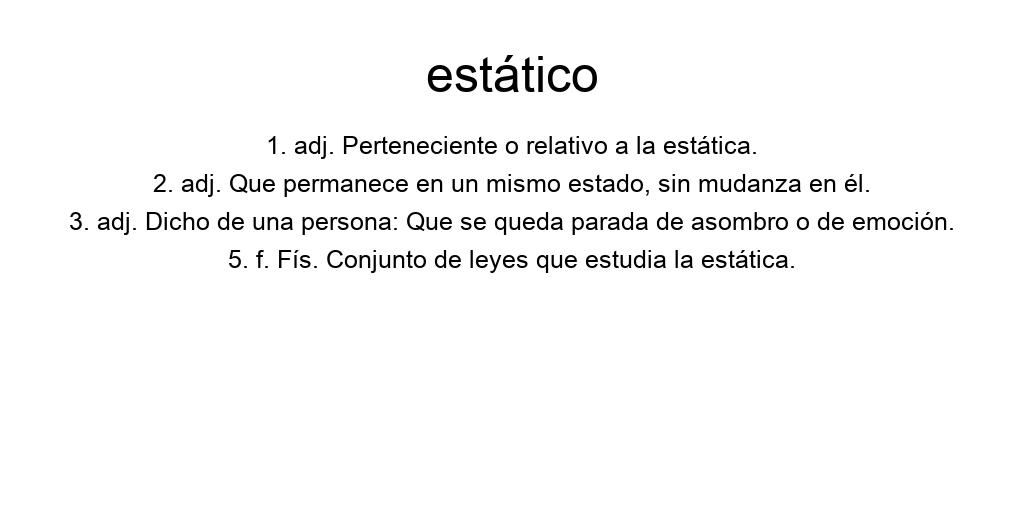 estático
1. adj. Perteneciente o relativo a la estática.
2. adj. Que permanece en un mismo estado, sin mudanza en él.
3. adj. Dicho de una persona: Que se queda parada de asombro o de emoción.
5. f. Fís. Conjunto de leyes que estudia la estática.